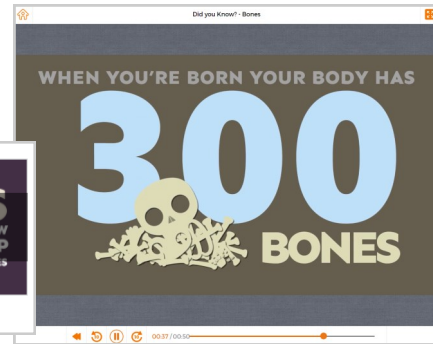 Did you Know? - Bones
WHEN YOU'RE BORN YOUR BODY HAS
300
BONES
00:37 / 00:50